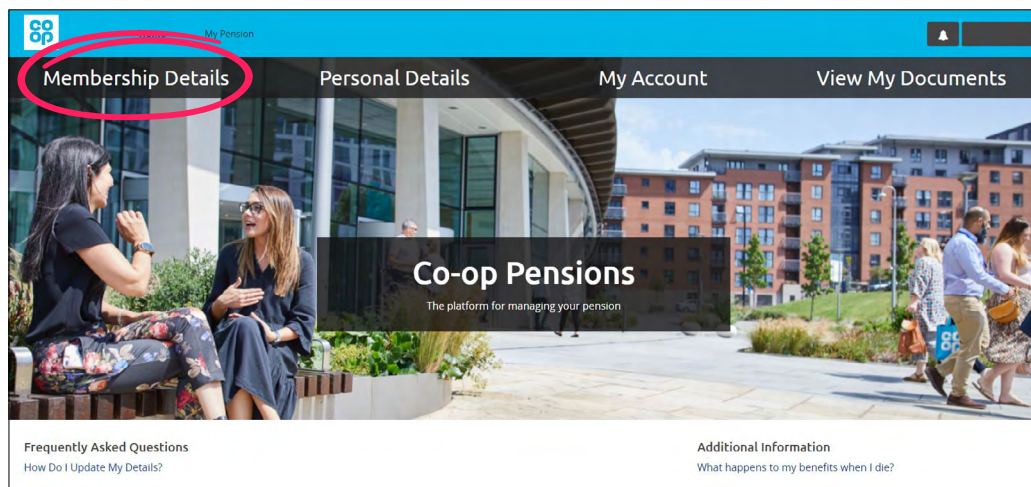 co
op
Home My Pension
Membership Details Personal Details My Account View My Documents
Co-op Pensions
The platform for managing your pension
Frequently Asked Questions Additional Information
How Do I Update My Details? What happens to my benefits when I die?